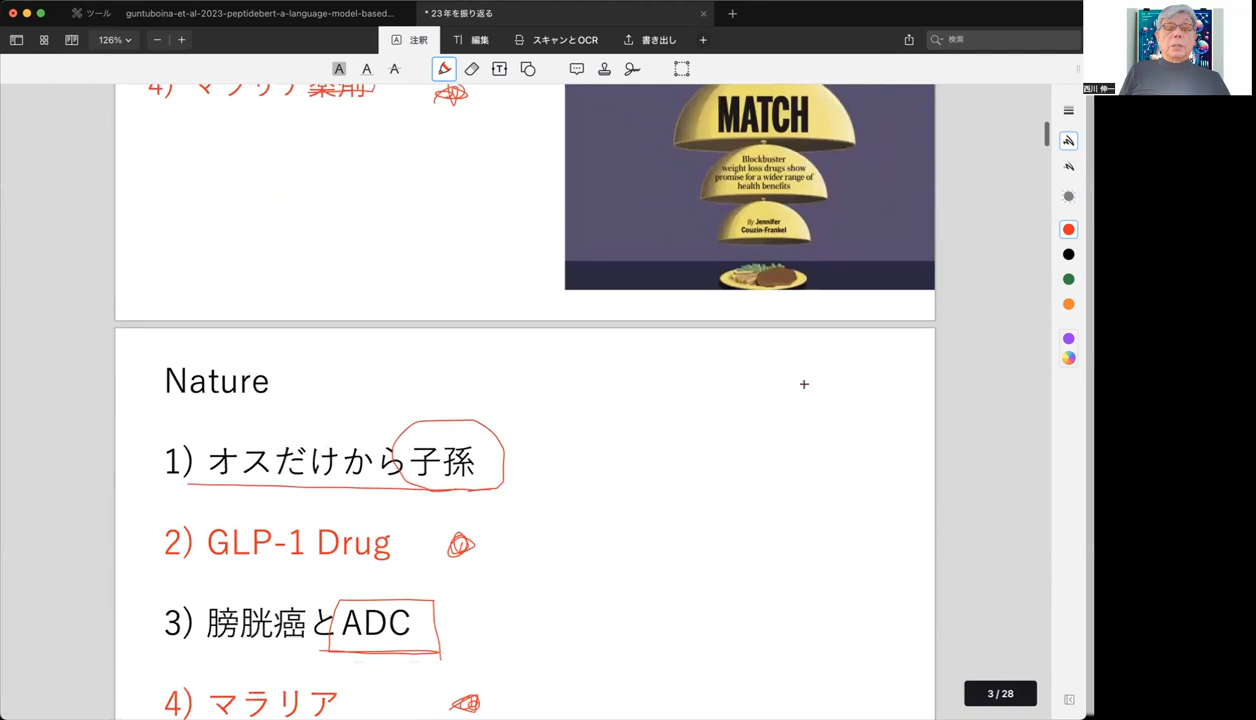 ツール
guntuboina-et-al-2023-peptidebert-a-language-model-based...
* 23年を振り返る
126%
注釈
編集
スキャンとOCR
書き出し
検索
西川 伸一
4) マラリア薬剤
MATCH
Blockbuster
weight loss drugs show
promise for a wider range of
health benefits
By Jennifer
Couzin-Frankel
Nature
1) オスだけから子孫
2) GLP-1 Drug
3) 膀胱癌とADC
4) マラリア
3 / 28